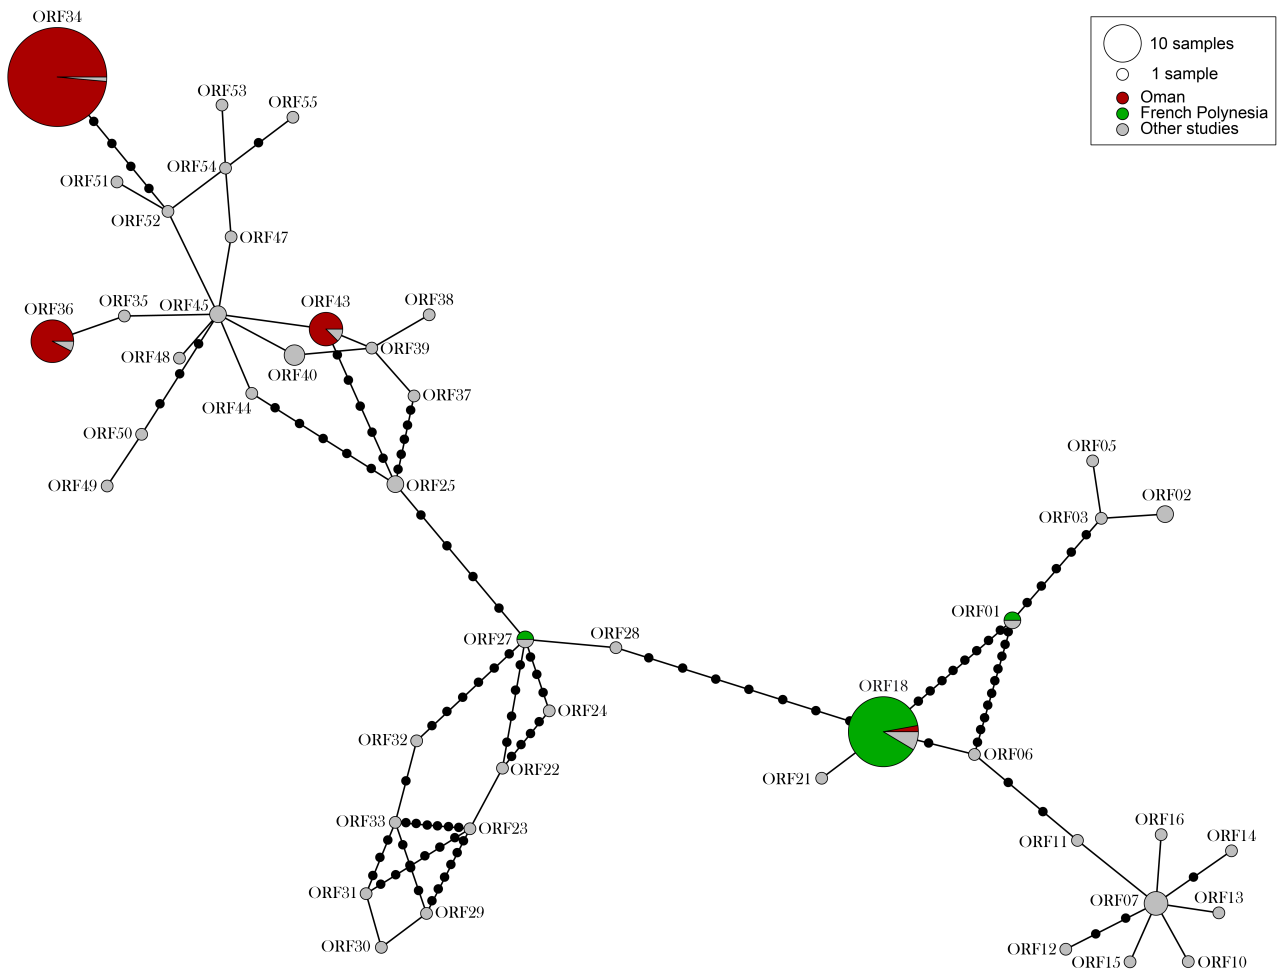 ORF34
10 samples
1 sample
Oman
French Polynesia
Other studies
ORF53
ORF55
ORF54
ORF51
ORF52
ORF47
ORF36
ORF35
ORF45
ORF43
ORF38
ORF48
ORF40
ORF39
ORF44
ORF37
ORF50
ORF49
ORF25
ORF05
ORF02
ORF03
ORF01
ORF27
ORF28
ORF18
ORF24
ORF32
ORF22
ORF21
ORF06
ORF33
ORF23
ORF11
ORF16
ORF14
ORF31
ORF29
ORF07
ORF13
ORF30
ORF12
ORF15
ORF10